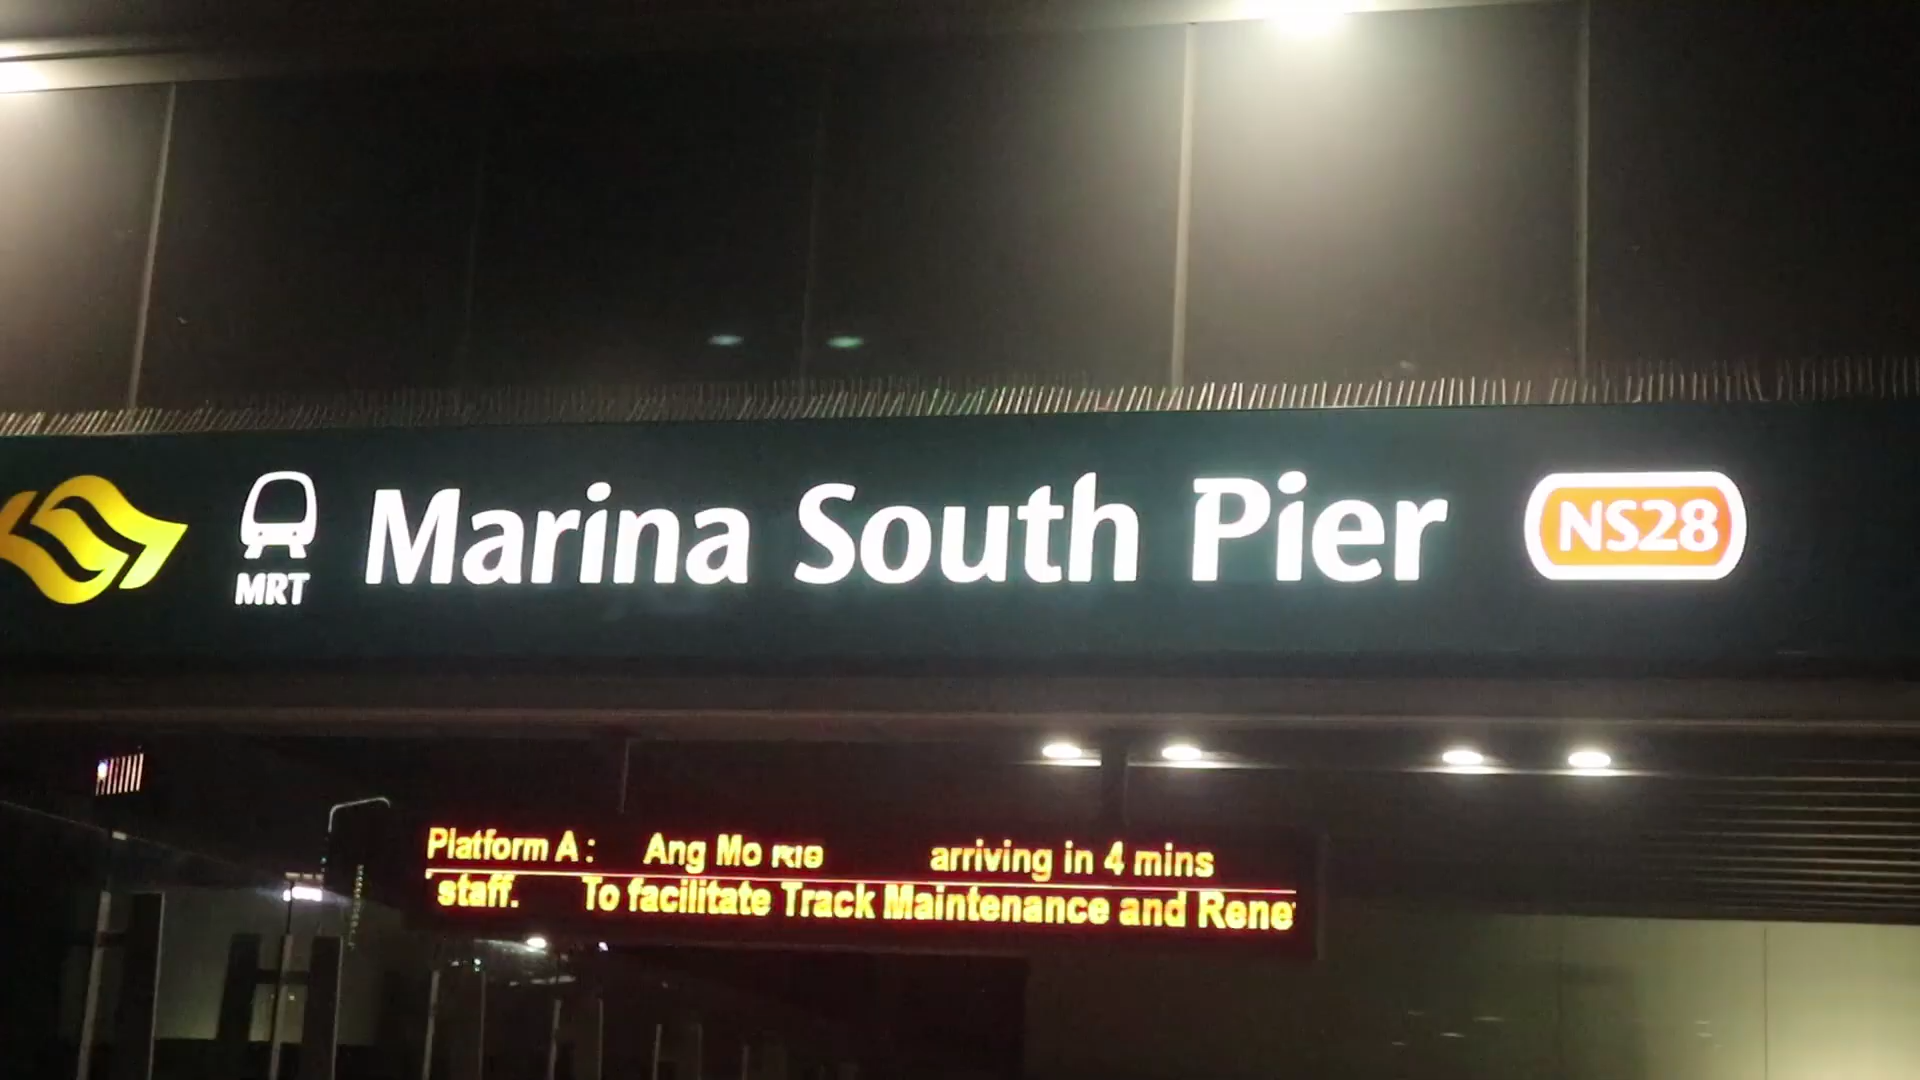 MRT
Marina South Pier
NS28
Platform A : Ang Mo Kio arriving in 4 mins
staff. To facilitate Track Maintenance and Rene